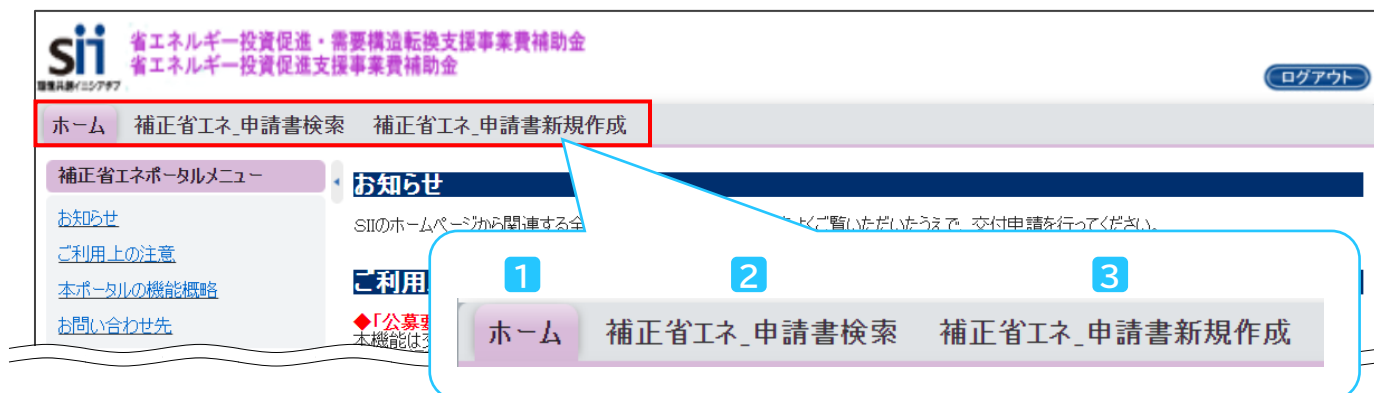 sii 省エネルギー投資促進・需要構造転換支援事業費補助金
省エネルギー投資促進支援事業費補助金
環境共創イニシアチブ
ログアウト
ホーム 補正省エネ_申請書検索 補正省エネ_申請書新規作成
補正省エネポータルメニュー
お知らせ
ご利用上の注意
本ポータルの機能概略
お問い合わせ先
お知らせ
SIIのホームページから関連する全 よくご覧いただいたうえで、交付申請を行ってください。
ご利用
◆「公募要
本機能は
1 2 3
ホーム 補正省エネ_申請書検索 補正省エネ_申請書新規作成